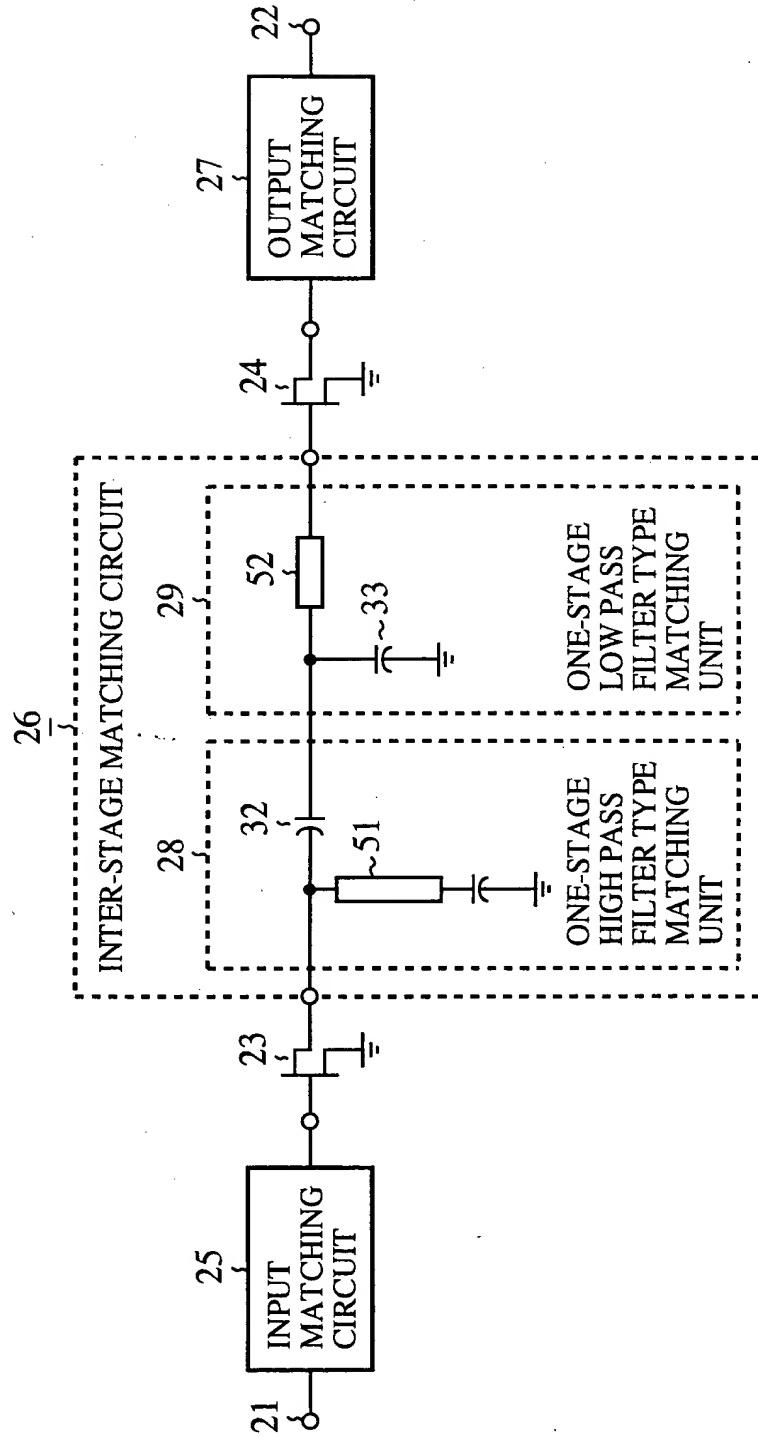 26
INTER-STAGE MATCHING CIRCUIT
28
29
25
INPUT
MATCHING
CIRCUIT
21
23
32
51
ONE-STAGE
HIGH PASS
FILTER TYPE
MATCHING
UNIT
52
33
ONE-STAGE
LOW PASS
FILTER TYPE
MATCHING
UNIT
24
27
OUTPUT
MATCHING
CIRCUIT
22